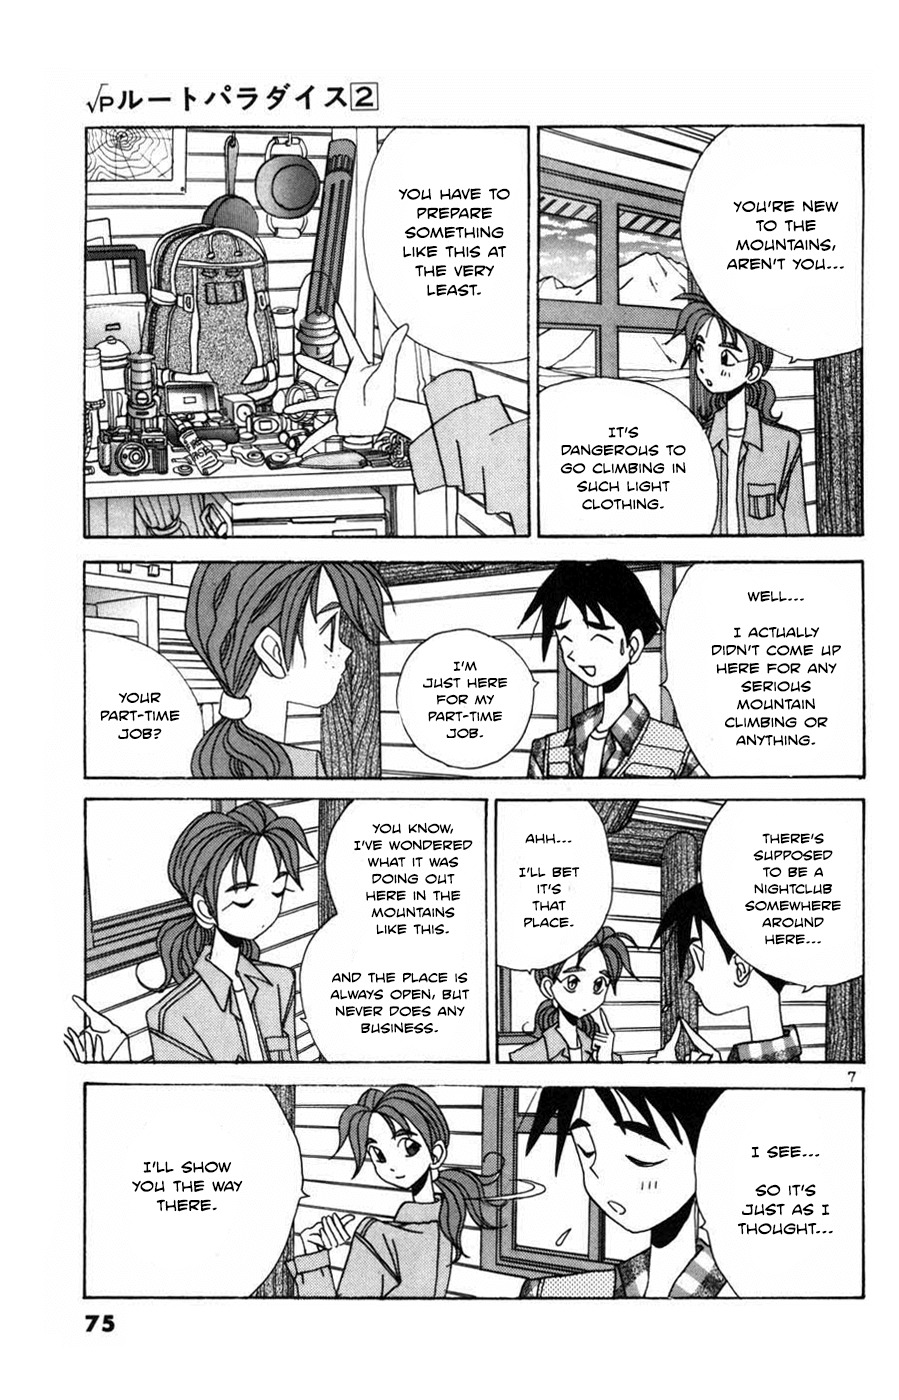 √Pルートパラダイス2
YOU'RE NEW
TO THE
MOUNTAINS,
AREN'T YOU...
IT'S
DANGEROUS TO
GO CLIMBING IN
SUCH LIGHT
CLOTHING.
YOU HAVE TO
PREPARE
SOMETHING
LIKE THIS AT
THE VERY
LEAST.
WELL...
I ACTUALLY
DIDN'T COME UP
HERE FOR ANY
SERIOUS
MOUNTAIN
CLIMBING OR
ANYTHING.
I'M
JUST HERE
FOR MY
PART-TIME
JOB.
YOUR
PART-TIME
JOB?
THERE'S
SUPPOSED
TO BE A
NIGHTCLUB
SOMEWHERE
AROUND
HERE...
AHH...
I'LL BET
IT'S
THAT
PLACE.
YOU KNOW,
I'VE WONDERED
WHAT IT WAS
DOING OUT
HERE IN THE
MOUNTAINS
LIKE THIS.
AND THE PLACE IS
ALWAYS OPEN, BUT
NEVER DOES ANY
BUSINESS.
7
I SEE...
SO IT'S
JUST AS I
THOUGHT...
I'LL SHOW
YOU THE WAY
THERE.
75